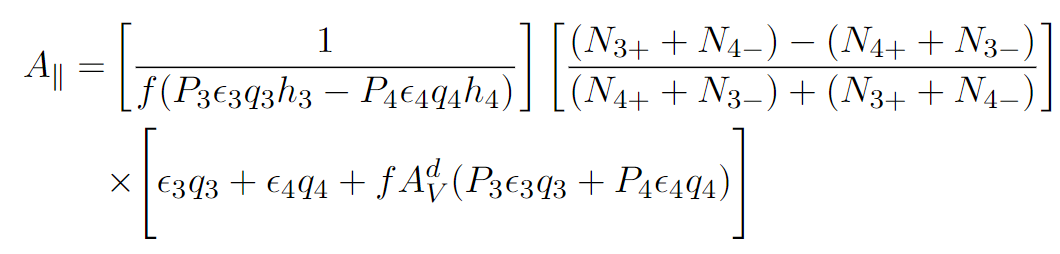 A_{\parallel} = \left[ \frac{1}{f(P_3 \epsilon_3 q_3 h_3 - P_4 \epsilon_4 q_4 h_4)} \right] \left[ \frac{(N_{3+} + N_{4-}) - (N_{4+} + N_{3-})}{(N_{4+} + N_{3-}) + (N_{3+} + N_{4-})} \right]
\times \left[ \epsilon_3 q_3 + \epsilon_4 q_4 + f A_V^d (P_3 \epsilon_3 q_3 + P_4 \epsilon_4 q_4) \right]